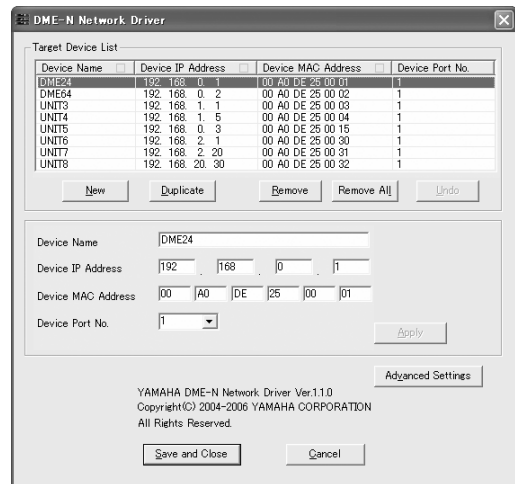 DME-N Network Driver
Target Device List
Device Name Device IP Address Device MAC Address Device Port No.
DME24 192. 168. 0. 1 00 A0 DE 25 00 01 1
DME64 192. 168. 0. 2 00 A0 DE 25 00 02 1
UNIT3 192. 168. 1. 1 00 A0 DE 25 00 03 1
UNIT4 192. 168. 1. 5 00 A0 DE 25 00 04 1
UNIT5 192. 168. 0. 3 00 A0 DE 25 00 15 1
UNIT6 192. 168. 2. 1 00 A0 DE 25 00 30 1
UNIT7 192. 168. 2. 20 00 A0 DE 25 00 31 1
UNIT8 192. 168. 20. 30 00 A0 DE 25 00 32 1
New Duplicate Remove Remove All Undo
Device Name DME24
Device IP Address 192 . 168 . 0 . 1
Device MAC Address 00 A0 DE 25 00 01
Device Port No. 1
Apply
Advanced Settings
YAMAHA DME-N Network Driver Ver.1.1.0
Copyright(C) 2004-2006 YAMAHA CORPORATION
All Rights Reserved.
Save and Close Cancel